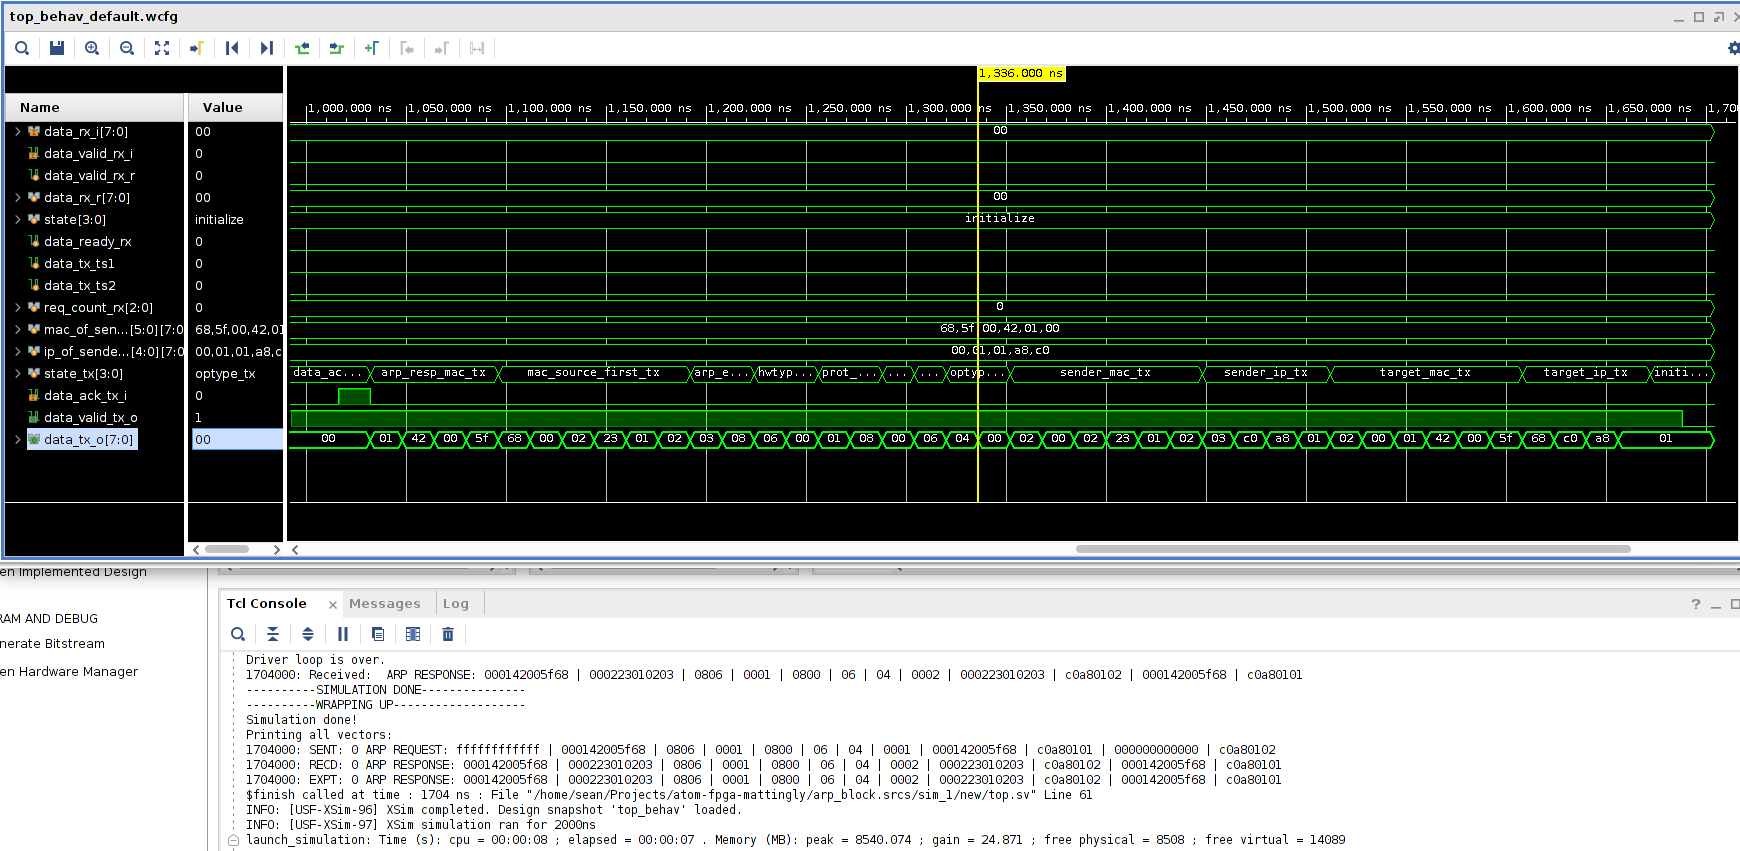 top_behav_default.wcfg
1,336.000 ns
Name Value
1,000.000 ns 1,050.000 ns 1,100.000 ns 1,150.000 ns 1,200.000 ns 1,250.000 ns 1,300.000 ns 1,350.000 ns 1,400.000 ns 1,450.000 ns 1,500.000 ns 1,550.000 ns 1,600.000 ns 1,650.000 ns 1,700
data_rx_i[7:0] 00 00
data_valid_rx_i 0
data_valid_rx_r 0
data_rx_r[7:0] 00 00
state[3:0] initialize initialize
data_ready_rx 0
data_tx_ts1 0
data_tx_ts2 0
req_count_rx[2:0] 0 0
mac_of_sen...[5:0][7:0 68,5f,00,42,01 68,5f,00,42,01,00
ip_of_sende...[4:0][7:0 00,01,01,a8,c 00,01,01,a8,c0
state_tx[3:0] optype_tx data_ac... arp_resp_mac_tx mac_source_first_tx arp_e... hwtyp... prot_... ... ... optyp... sender_mac_tx sender_ip_tx target_mac_tx target_ip_tx initi...
data_ack_tx_i 0
data_valid_tx_o 1
data_tx_o[7:0] 00 00 01 42 00 5f 68 00 02 23 01 02 03 08 06 00 01 08 00 06 04 00 02 00 02 23 01 02 03 c0 a8 01 02 00 01 42 00 5f 68 c0 a8 01
en Implemented Design
RAM AND DEBUG
nerate Bitstream
en Hardware Manager
Tcl Console Messages Log
Driver loop is over.
1704000: Received:  ARP RESPONSE: 000142005f68 | 000223010203 | 0806 | 0001 | 0800 | 06 | 04 | 0002 | 000223010203 | c0a80102 | 000142005f68 | c0a80101
----------SIMULATION DONE---------------
----------WRAPPING UP-------------------
Simulation done!
Printing all vectors:
1704000: SENT: 0 ARP REQUEST: ffffffffffff | 000142005f68 | 0806 | 0001 | 0800 | 06 | 04 | 0001 | 000142005f68 | c0a80101 | 000000000000 | c0a80102
1704000: RECD: 0 ARP RESPONSE: 000142005f68 | 000223010203 | 0806 | 0001 | 0800 | 06 | 04 | 0002 | 000223010203 | c0a80102 | 000142005f68 | c0a80101
1704000: EXPT: 0 ARP RESPONSE: 000142005f68 | 000223010203 | 0806 | 0001 | 0800 | 06 | 04 | 0002 | 000223010203 | c0a80102 | 000142005f68 | c0a80101
$finish called at time : 1704 ns : File "/home/sean/Projects/atom-fpga-mattingly/arp_block.srcs/sim_1/new/top.sv" Line 61
INFO: [USF-XSim-96] XSim completed. Design snapshot 'top_behav' loaded.
INFO: [USF-XSim-97] XSim simulation ran for 2000ns
launch_simulation: Time (s): cpu = 00:00:08 ; elapsed = 00:00:07 . Memory (MB): peak = 8540.074 ; gain = 24.871 ; free physical = 8508 ; free virtual = 14089